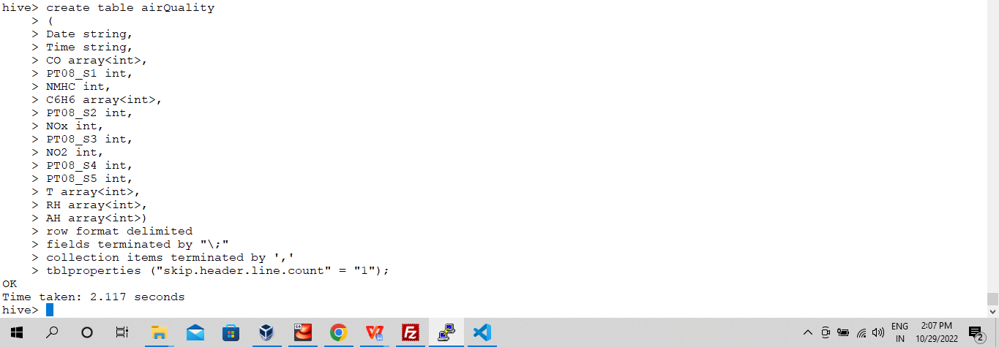 hive> create table airQuality
    > (
    > Date string,
    > Time string,
    > CO array<int>,
    > PT08_S1 int,
    > NMHC int,
    > C6H6 array<int>,
    > PT08_S2 int,
    > NOx int,
    > PT08_S3 int,
    > NO2 int,
    > PT08_S4 int,
    > PT08_S5 int,
    > T array<int>,
    > RH array<int>,
    > AH array<int>)
    > row format delimited
    > fields terminated by "\;"
    > collection items terminated by ','
    > tblproperties ("skip.header.line.count" = "1");
OK
Time taken: 2.117 seconds
hive>
ENG
IN
2:07 PM
10/29/2022
2